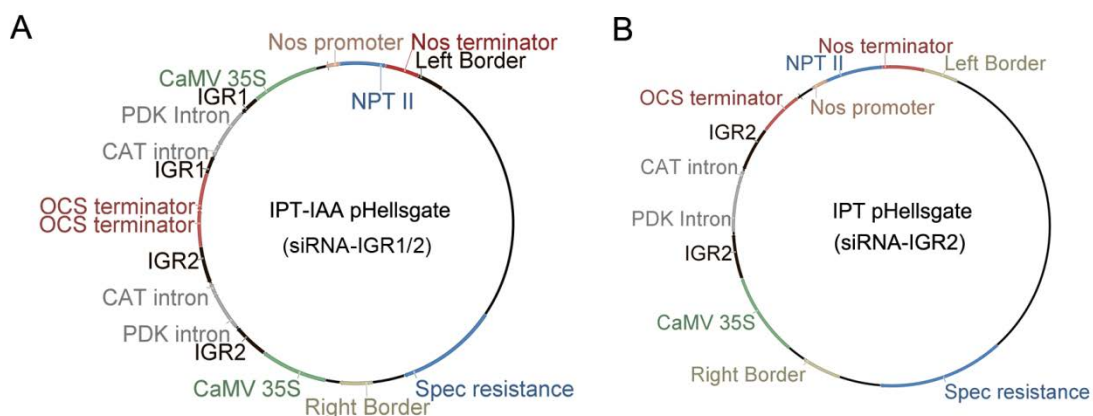 A
Nos promoter
Nos terminator
Left Border
CaMV 35S
NPT II
IGR1
PDK Intron
CAT intron
IGR1
OCS terminator
OCS terminator
IPT-IAA pHellsgate
(siRNA-IGR1/2)
IGR2
CAT intron
PDK intron
IGR2
CaMV 35S
Right Border
Spec resistance
B
Nos terminator
NPT II
Left Border
OCS terminator
Nos promoter
IGR2
CAT intron
PDK Intron
IPT pHellsgate
(siRNA-IGR2)
IGR2
CaMV 35S
Right Border
Spec resistance